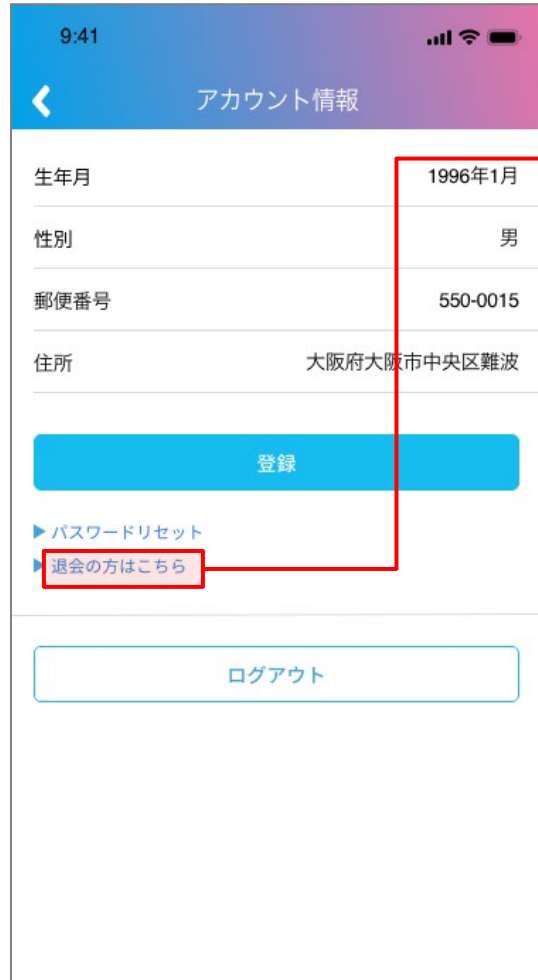 9:41
アカウント情報
生年月 1996年1月
性別 男
郵便番号 550-0015
住所 大阪府大阪市中央区難波
登録
パスワードリセット
退会の方はこちら
ログアウト